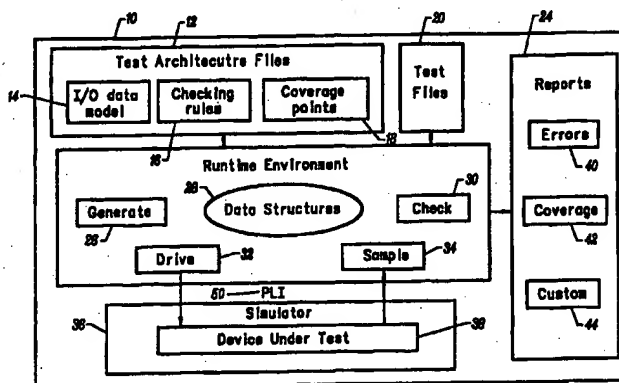 10
12
20
24
Test Architecutre Files
14
I/O data model
Checking rules
Coverage points
16
18
Test Files
Reports
Errors
40
Coverage
42
Custom
44
Runtime Environment
28
Data Structures
30
Check
Generate
26
Drive
32
Sample
34
50
PLI
Simulator
36
Device Under Test
38